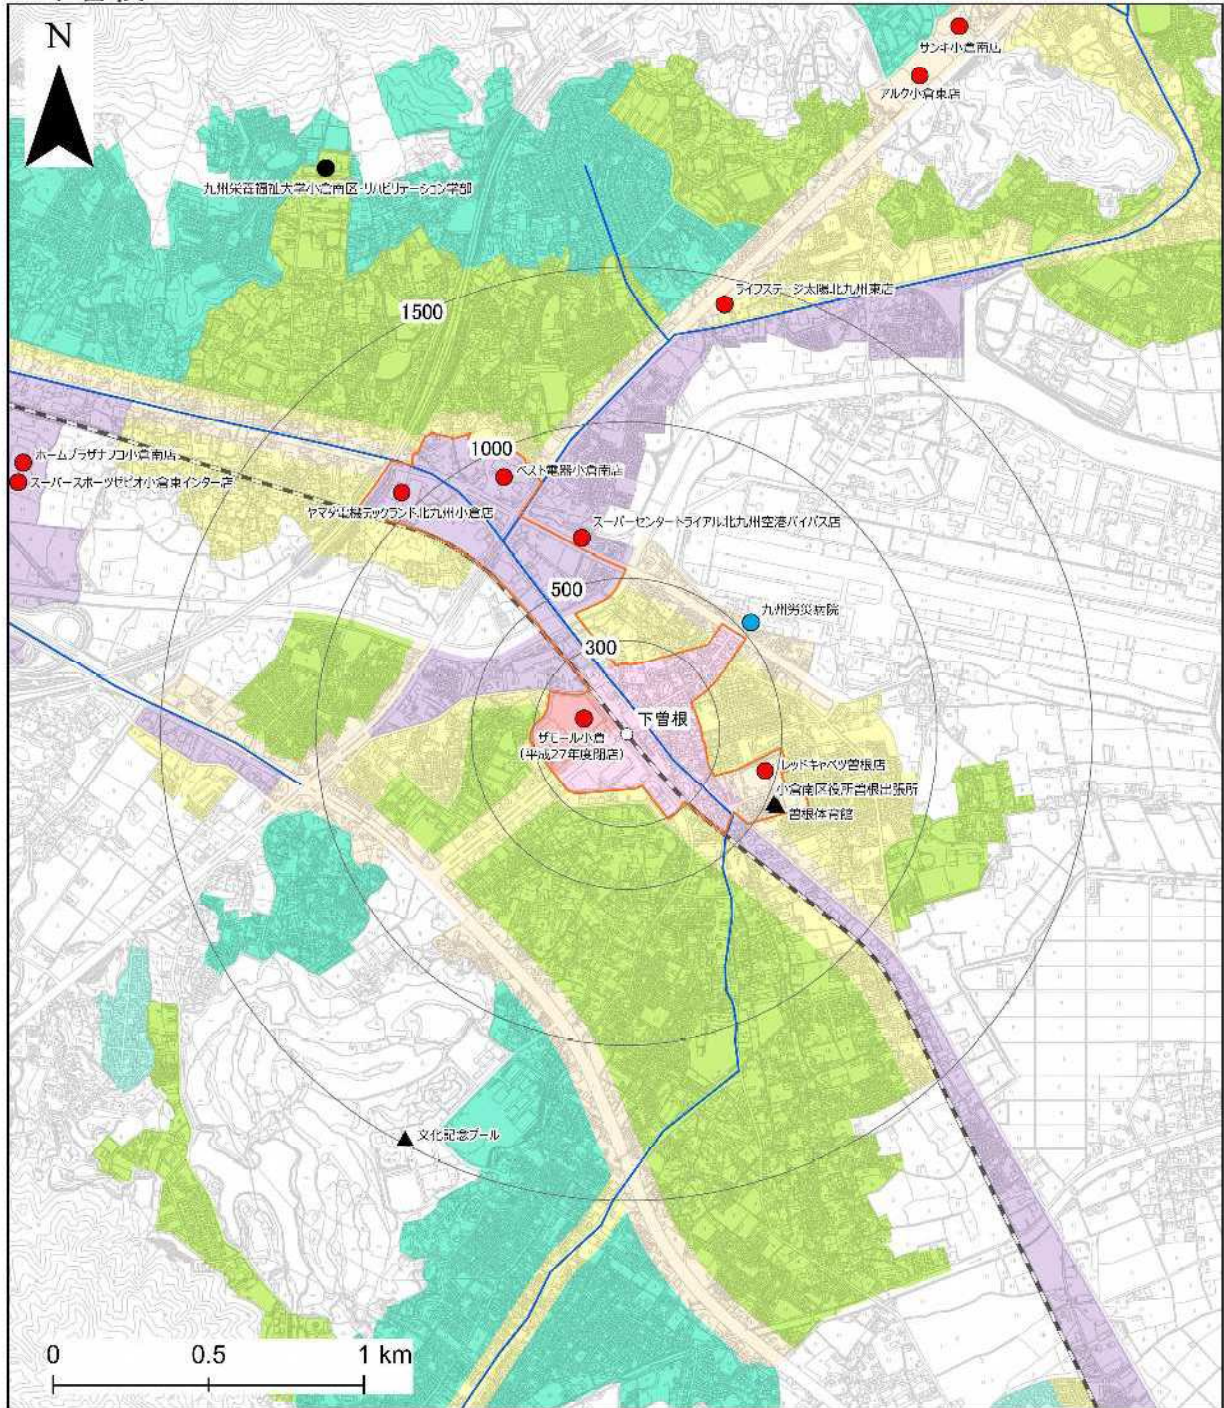 N
サンキ小倉南店
アルク小倉東店
九州栄養福祉大学小倉南区・リハビリテーション学部
ライフステージ太陽北九州東店
1500
1000
ホームプラザナフコ小倉南店
ベスト電器小倉南店
スーパースポーツゼビオ小倉東インター店
ヤマダ電機テックランド北九州小倉店
スーパーセンタートライアル北九州空港バイパス店
500
九州労災病院
300
下曽根
ザモール小倉
(平成27年度閉店)
レッドキャベツ曽根店
小倉南区役所曽根出張所
曽根体育館
文化記念プール
0 0.5 1 km